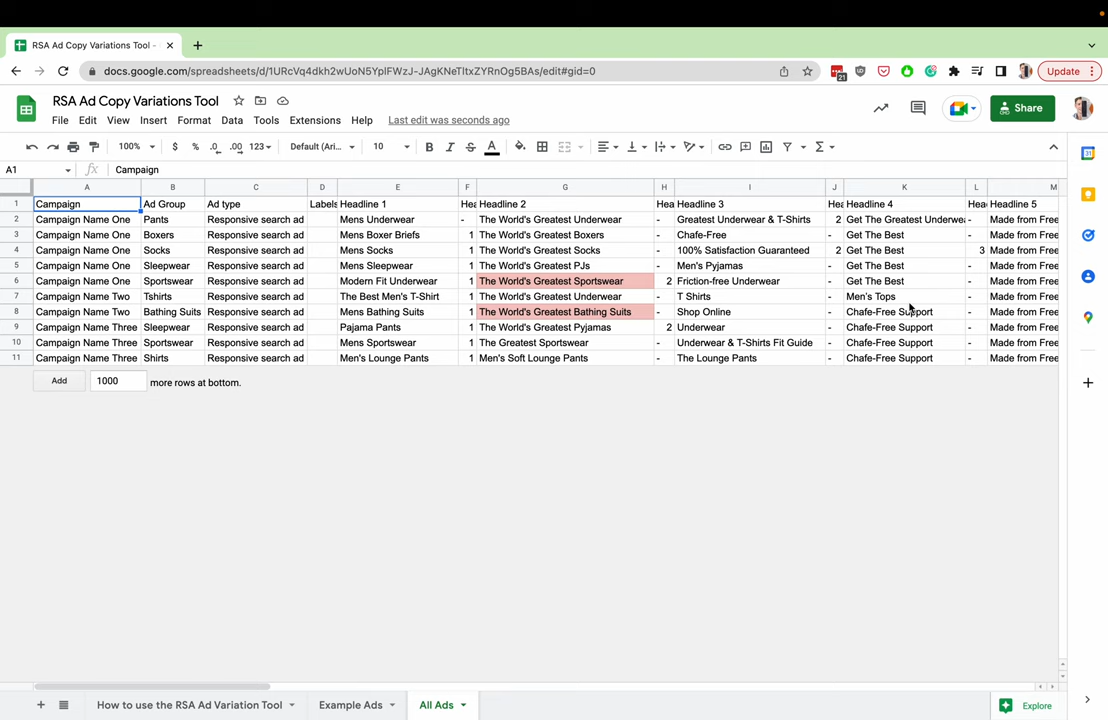 RSA Ad Copy Variations Tool -
docs.google.com/spreadsheets/d/1URcVq4dkh2wUoN5YplFWzJ-JAgKNeTltxZYRnOg5BAs/edit#gid=0
21
Update
RSA Ad Copy Variations Tool
File Edit View Insert Format Data Tools Extensions Help Last edit was seconds ago
Share
100% $ % .0 .00 123 Default (Ari... 10 B I S A
A1 fx Campaign
A B C D E F G H I J K L M
1 Campaign Ad Group Ad type Labels Headline 1 Hea Headline 2 Hea Headline 3 Hea Headline 4 Hea Headline 5
2 Campaign Name One Pants Responsive search ad Mens Underwear - The World's Greatest Underwear - Greatest Underwear & T-Shirts 2 Get The Greatest Underwea - Made from Free
3 Campaign Name One Boxers Responsive search ad Mens Boxer Briefs 1 The World's Greatest Boxers - Chafe-Free - Get The Best - Made from Free
4 Campaign Name One Socks Responsive search ad Mens Socks 1 The World's Greatest Socks - 100% Satisfaction Guaranteed 2 Get The Best 3 Made from Free
5 Campaign Name One Sleepwear Responsive search ad Mens Sleepwear 1 The World's Greatest PJs - Men's Pyjamas - Get The Best - Made from Free
6 Campaign Name One Sportswear Responsive search ad Modern Fit Underwear 1 The World's Greatest Sportswear 2 Friction-free Underwear - Get The Best - Made from Free
7 Campaign Name Two Tshirts Responsive search ad The Best Men's T-Shirt 1 The World's Greatest Underwear - T Shirts - Men's Tops - Made from Free
8 Campaign Name Two Bathing Suits Responsive search ad Mens Bathing Suits 1 The World's Greatest Bathing Suits - Shop Online - Chafe-Free Support - Made from Free
9 Campaign Name Three Sleepwear Responsive search ad Pajama Pants 1 The World's Greatest Pyjamas 2 Underwear - Chafe-Free Support - Made from Free
10 Campaign Name Three Sportswear Responsive search ad Mens Sportswear 1 The Greatest Sportswear - Underwear & T-Shirts Fit Guide - Chafe-Free Support - Made from Free
11 Campaign Name Three Shirts Responsive search ad Men's Lounge Pants 1 Men's Soft Lounge Pants - The Lounge Pants - Chafe-Free Support - Made from Free
Add 1000 more rows at bottom.
How to use the RSA Ad Variation Tool Example Ads All Ads Explore